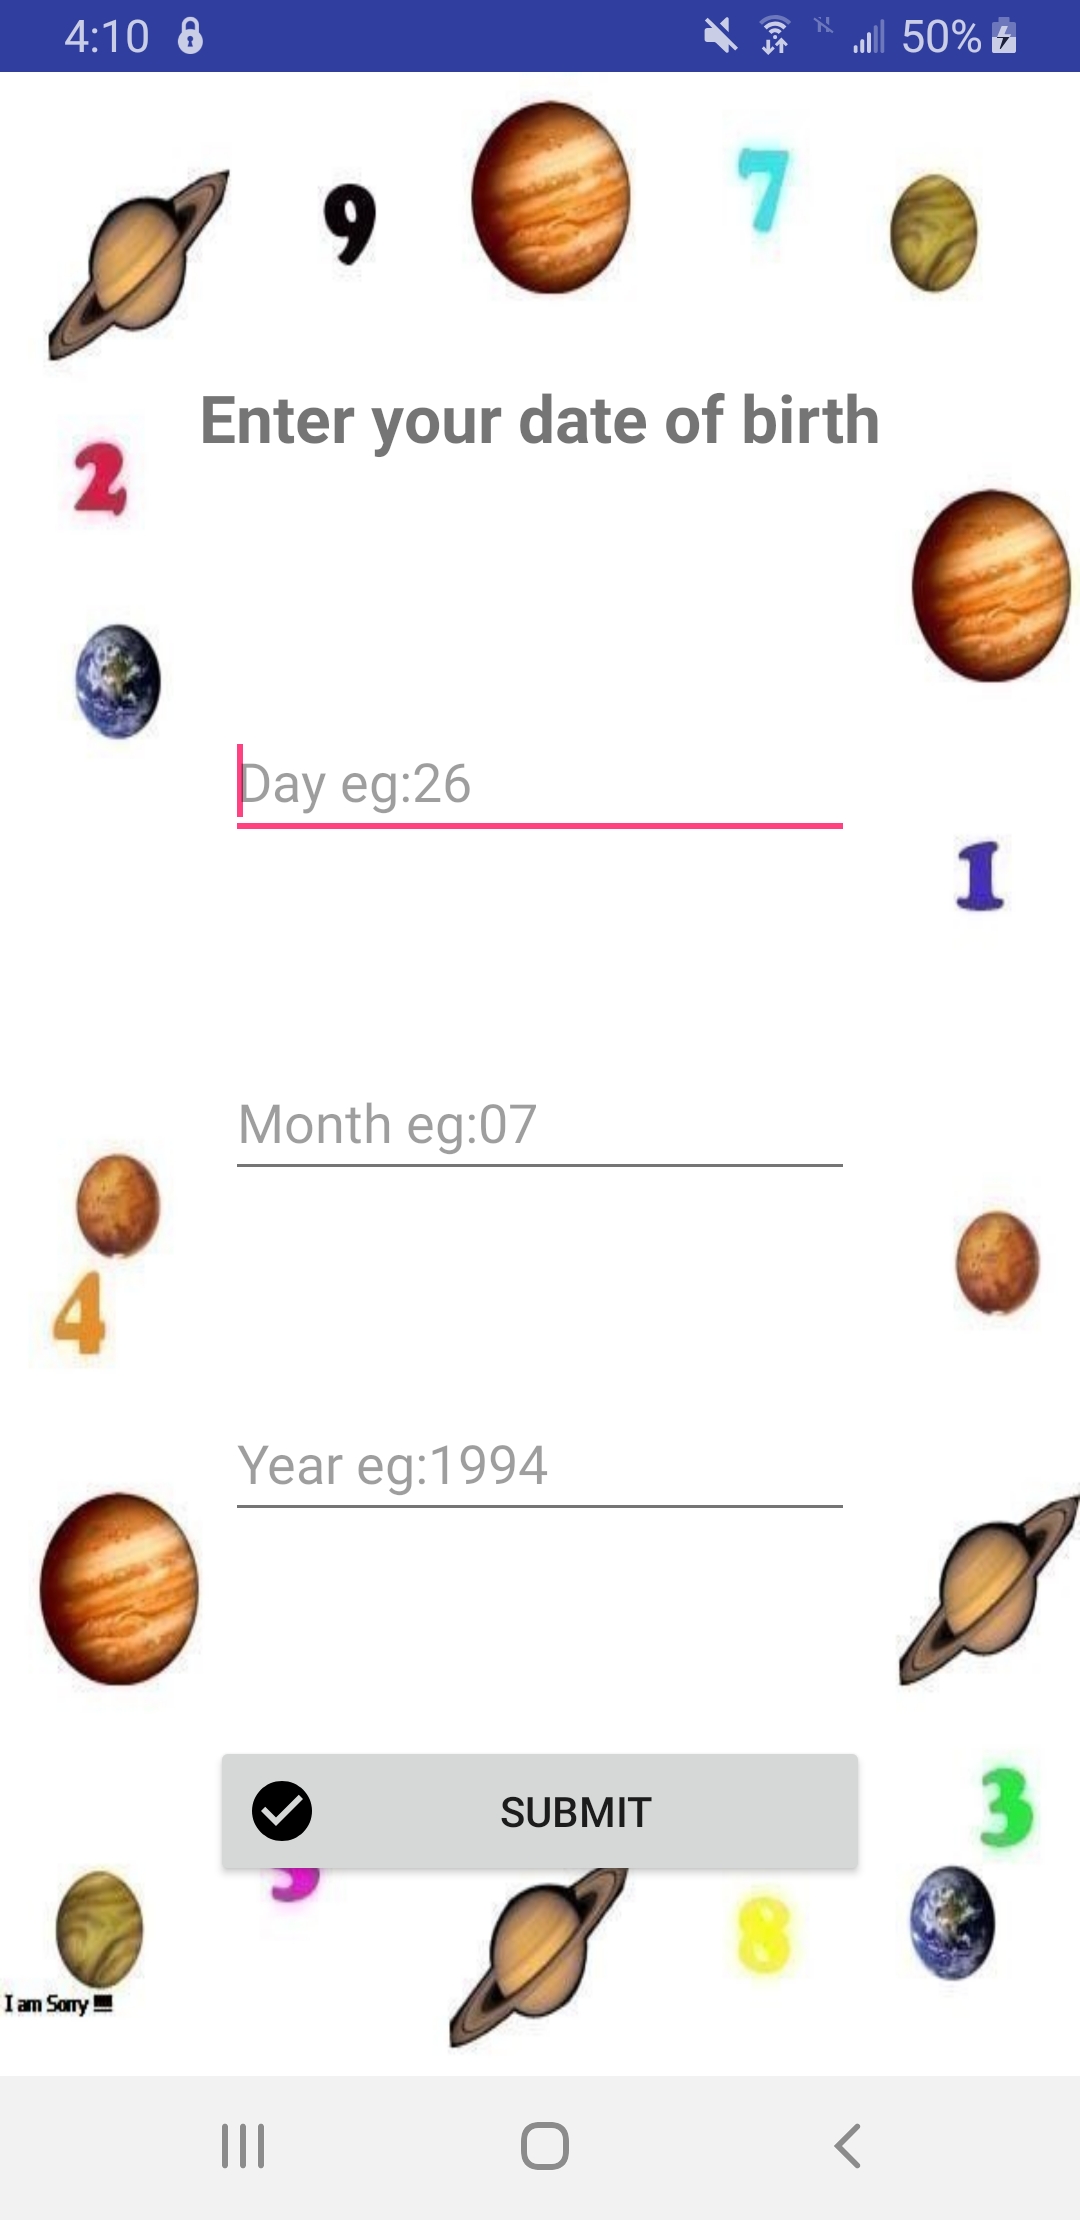 4:10 50%
9 7
Enter your date of birth
2
Day eg:26
1
Month eg:07
4
Year eg:1994
SUBMIT
3
8
I am Sorry !!!